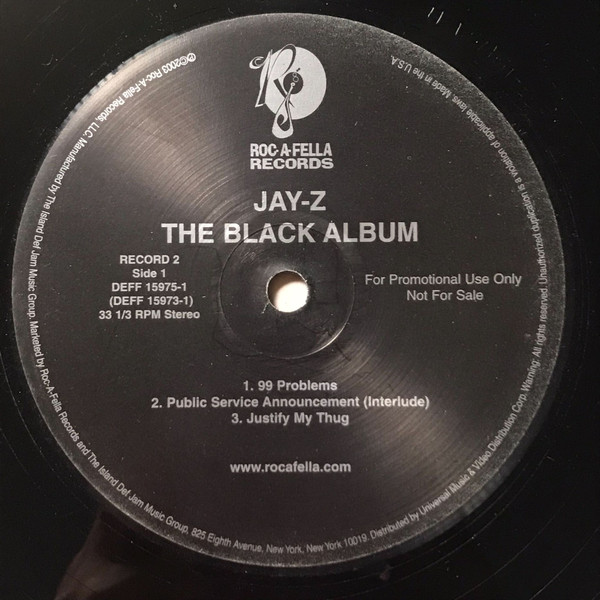 ROC-A-FELLA
RECORDS
JAY-Z
THE BLACK ALBUM
RECORD 2
Side 1
DEFF 15975-1
(DEFF 15973-1)
33 1/3 RPM Stereo
For Promotional Use Only
Not For Sale
1. 99 Problems
2. Public Service Announcement (Interlude)
3. Justify My Thug
www.rocafella.com
℗©2003 Roc-A-Fella Records, LLC. Manufactured by The Island Def Jam Music Group. Marketed by Roc-A-Fella Records and The Island Def Jam Music Group, 825 Eighth Avenue, New York, New York 10019. Distributed by Universal Music & Video Distribution Corp. Warning: All rights reserved. Unauthorized duplication is a violation of applicable laws. Made in the U.S.A.